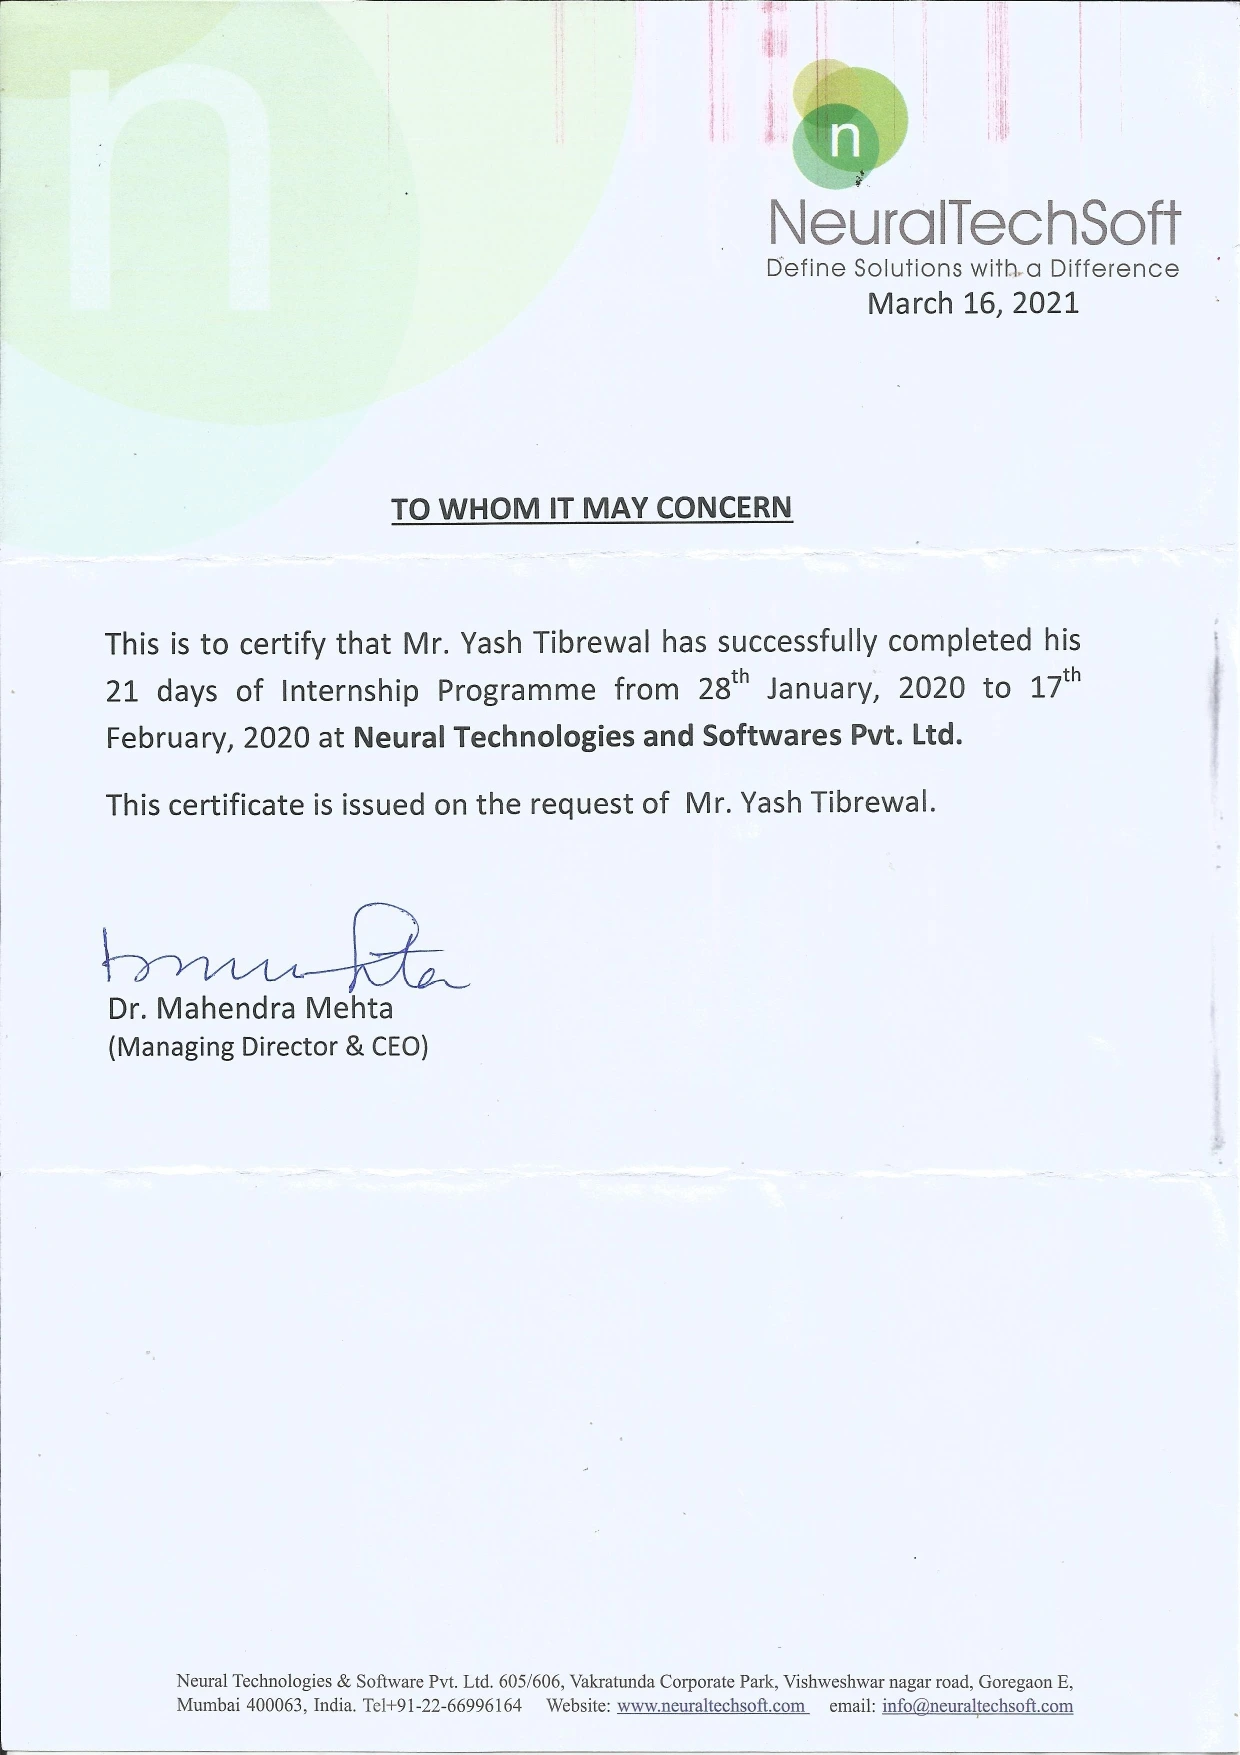 n
n
NeuralTechSoft
Define Solutions with a Difference
March 16, 2021
TO WHOM IT MAY CONCERN
This is to certify that Mr. Yash Tibrewal has successfully completed his
21 days of Internship Programme from 28th January, 2020 to 17th
February, 2020 at Neural Technologies and Softwares Pvt. Ltd.
This certificate is issued on the request of Mr. Yash Tibrewal.
Dr. Mahendra Mehta
(Managing Director & CEO)
Neural Technologies & Software Pvt. Ltd. 605/606, Vakratunda Corporate Park, Vishweshwar nagar road, Goregaon E,
Mumbai 400063, India. Tel+91-22-66996164 Website: www.neuraltechsoft.com email: info@neuraltechsoft.com